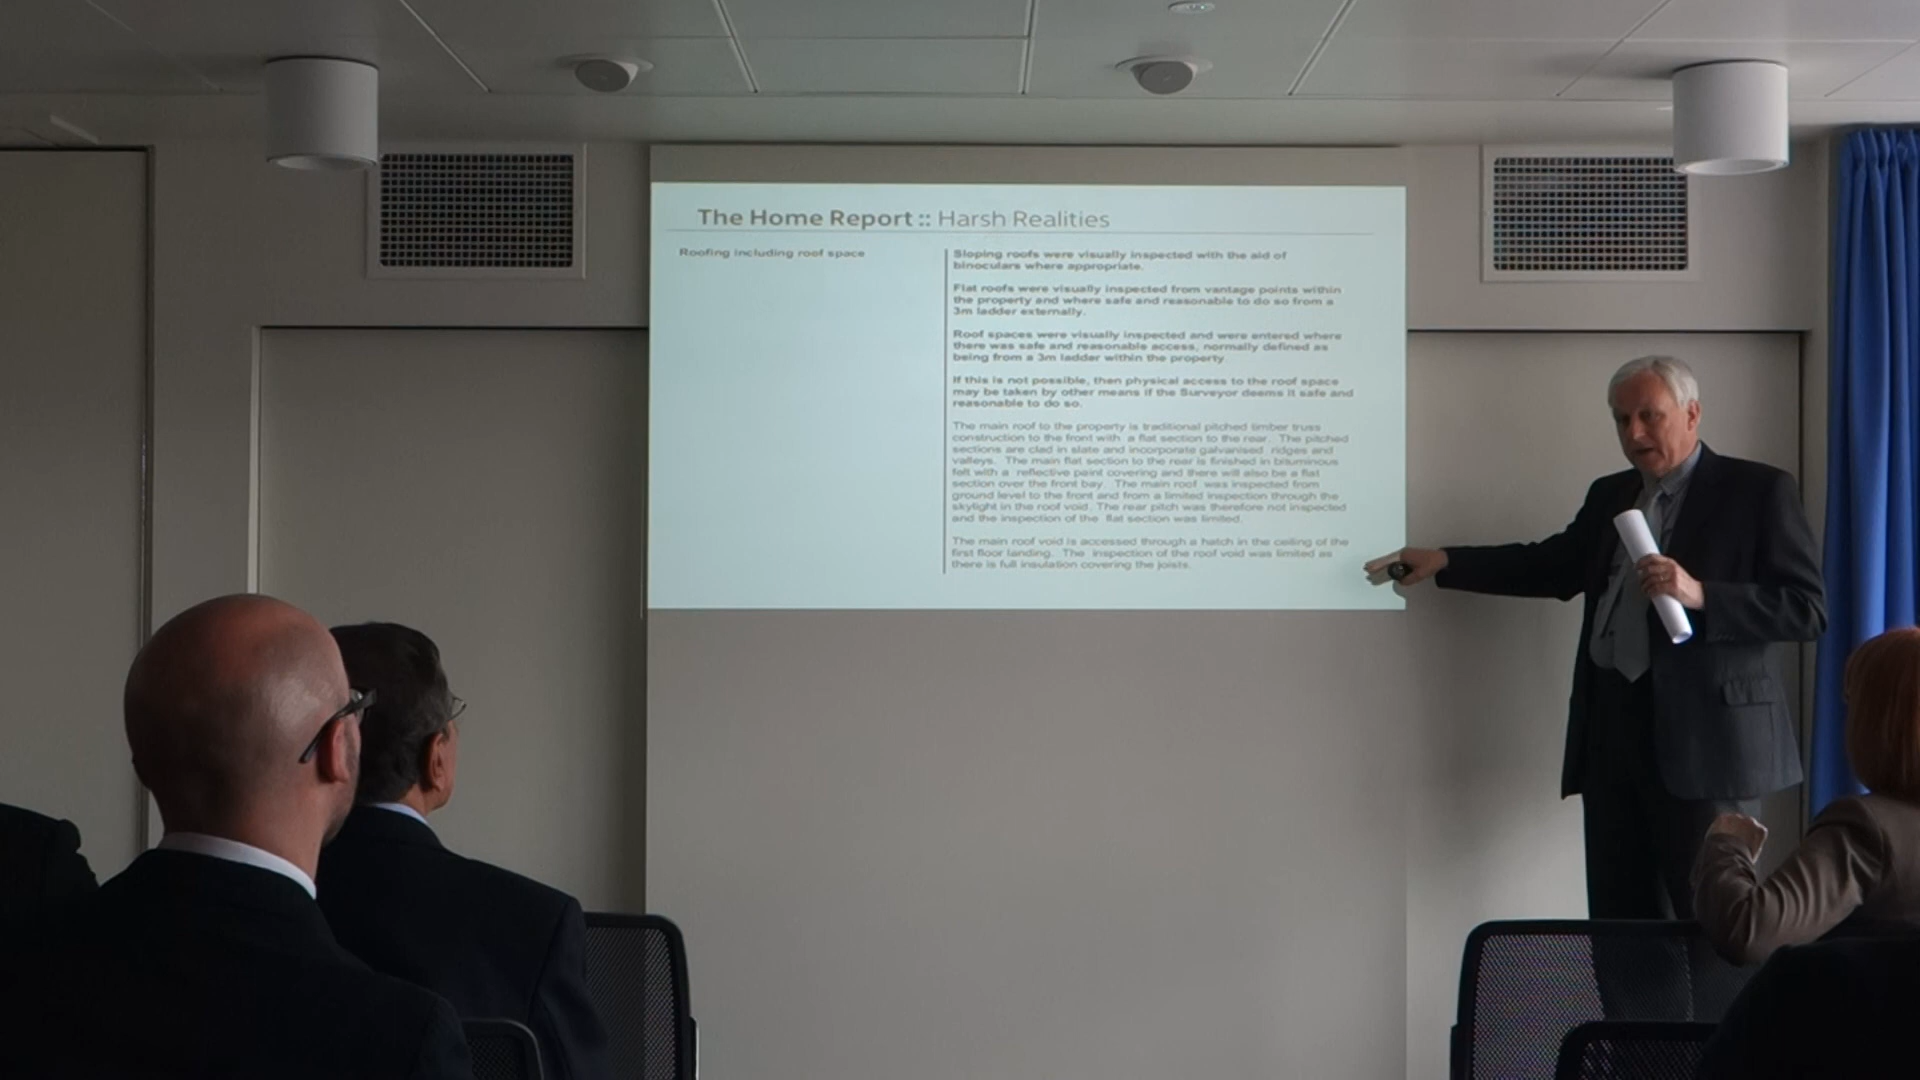 The Home Report :: Harsh Realities
Roofing including roof space
Sloping roofs were visually inspected with the aid of
binoculars where appropriate.
Flat roofs were visually inspected from vantage points within
the property and where safe and reasonable to do so from a
3m ladder externally.
Roof spaces were visually inspected and were entered where
there was safe and reasonable access, normally defined as
being from a 3m ladder within the property.
If this is not possible, then physical access to the roof space
may be taken by other means if the Surveyor deems it safe and
reasonable to do so.
The main roof to the property is traditional pitched timber truss
construction to the front with a flat section to the rear. The pitched
sections are clad in slate and incorporate galvanised ridges and
valleys. The main flat section to the rear is finished in bituminous
felt with a reflective paint covering and there will also be a flat
section over the front bay. The main roof was inspected from
ground level to the front and from a limited inspection through the
skylight in the roof void. The rear pitch was therefore not inspected
and the inspection of the flat section was limited.
The main roof void is accessed through a hatch in the ceiling of the
first floor landing. The inspection of the roof void was limited as
there is full insulation covering the joists.